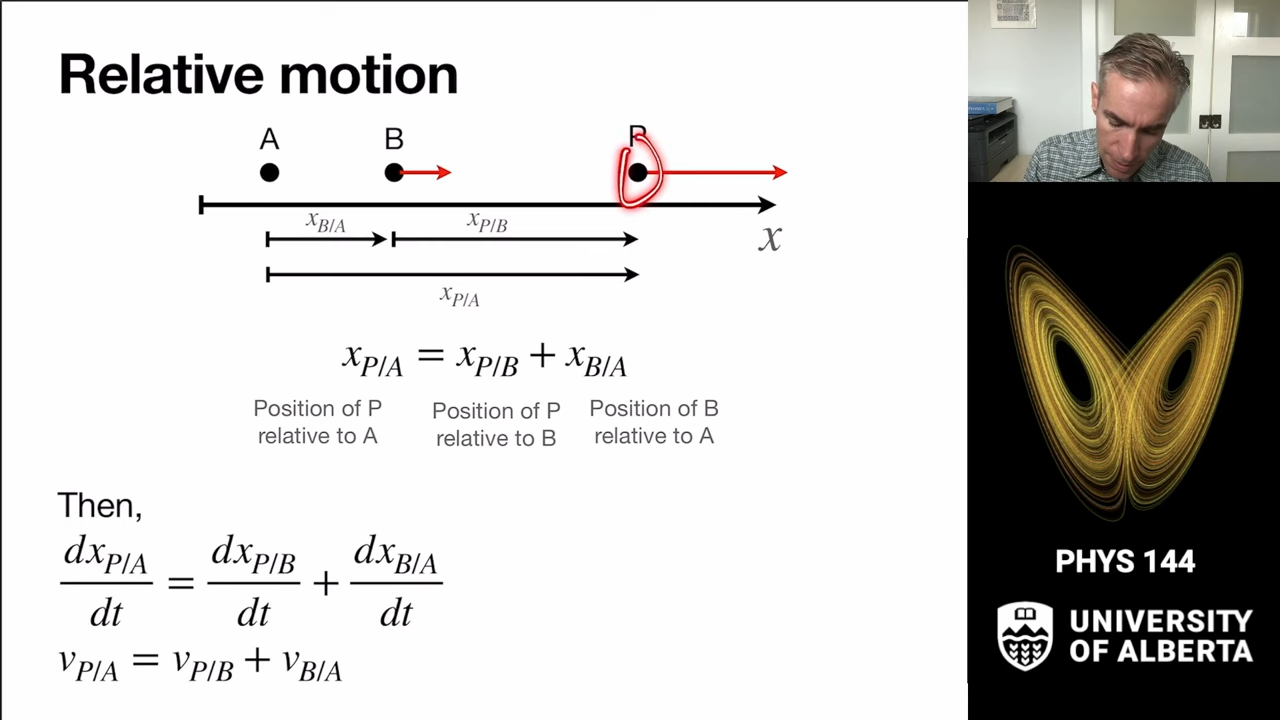 Relative motion
A B P
x_{B/A} x_{P/B}
x
x_{P/A}
x_{P/A} = x_{P/B} + x_{B/A}
Position of P relative to A
Position of P relative to B
Position of B relative to A
Then,
dx_{P/A}/dt = dx_{P/B}/dt + dx_{B/A}/dt
v_{P/A} = v_{P/B} + v_{B/A}
PHYS 144
UNIVERSITY
OF ALBERTA